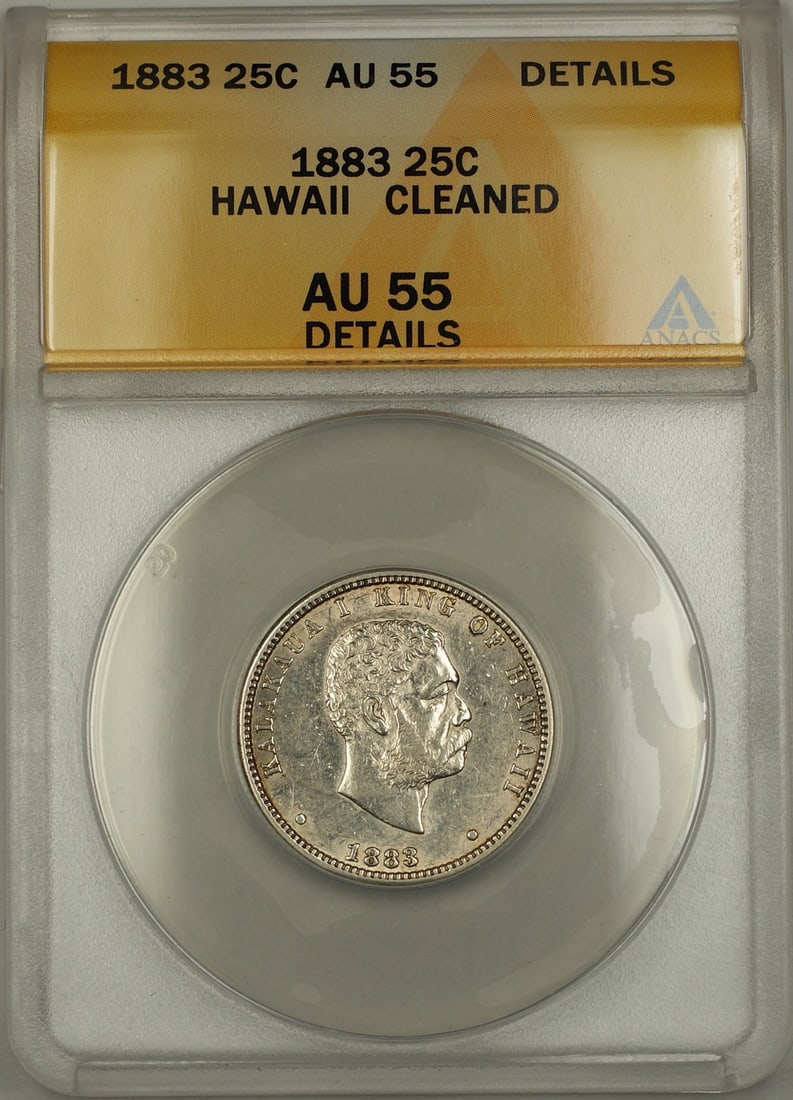 1883 25C AU 55 DETAILS
1883 25C
HAWAII CLEANED
AU 55
DETAILS
ANACS
KALAKAUA I KING OF HAWAII
1883